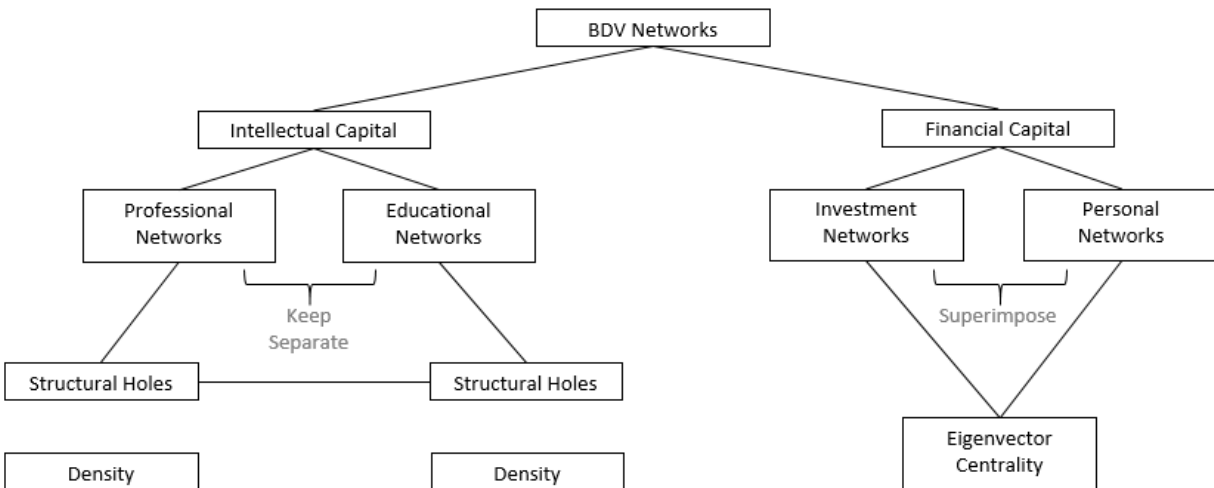 BDV Networks
Intellectual Capital
Financial Capital
Professional
Networks
Educational
Networks
Investment
Networks
Personal
Networks
Keep
Separate
Superimpose
Structural Holes
Structural Holes
Eigenvector
Centrality
Density
Density